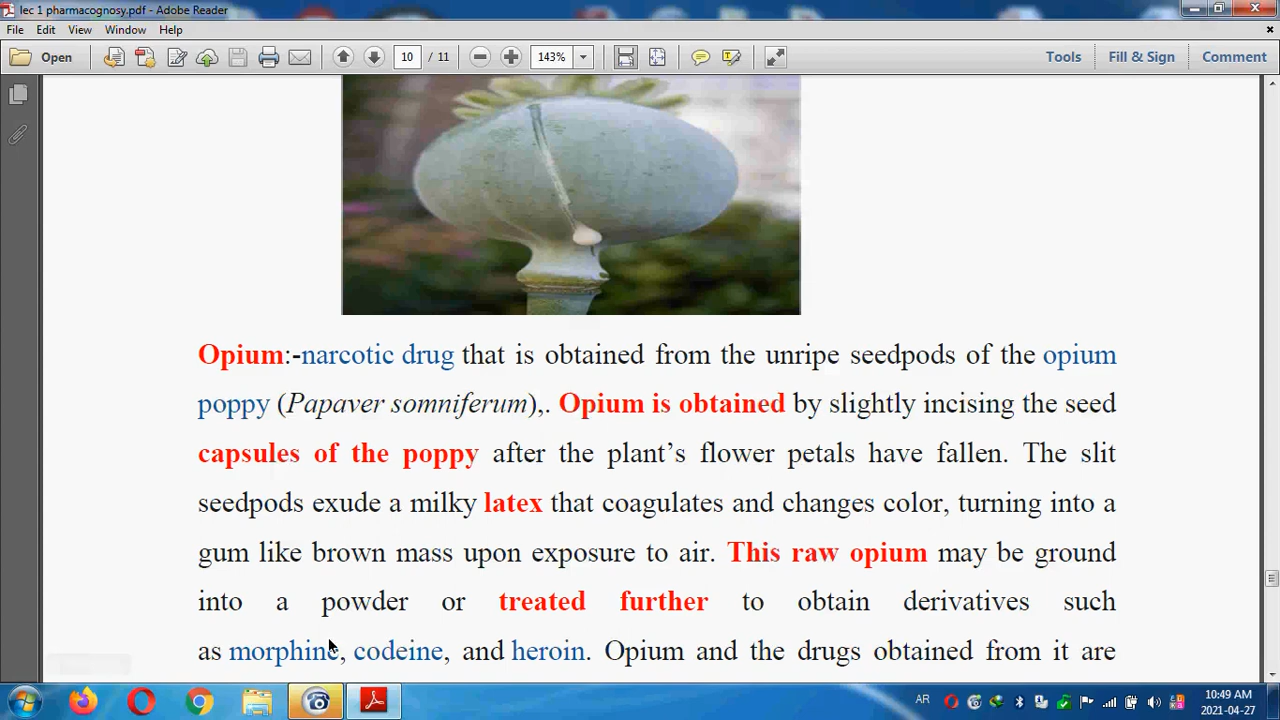 lec 1 pharmacognosy.pdf - Adobe Reader
File Edit View Window Help
Open 10 / 11 143% Tools Fill & Sign Comment
Opium:-narcotic drug that is obtained from the unripe seedpods of the opium
poppy (Papaver somniferum),. Opium is obtained by slightly incising the seed
capsules of the poppy after the plant’s flower petals have fallen. The slit
seedpods exude a milky latex that coagulates and changes color, turning into a
gum like brown mass upon exposure to air. This raw opium may be ground
into a powder or treated further to obtain derivatives such
as morphine, codeine, and heroin. Opium and the drugs obtained from it are
AR 10:49 AM
2021-04-27